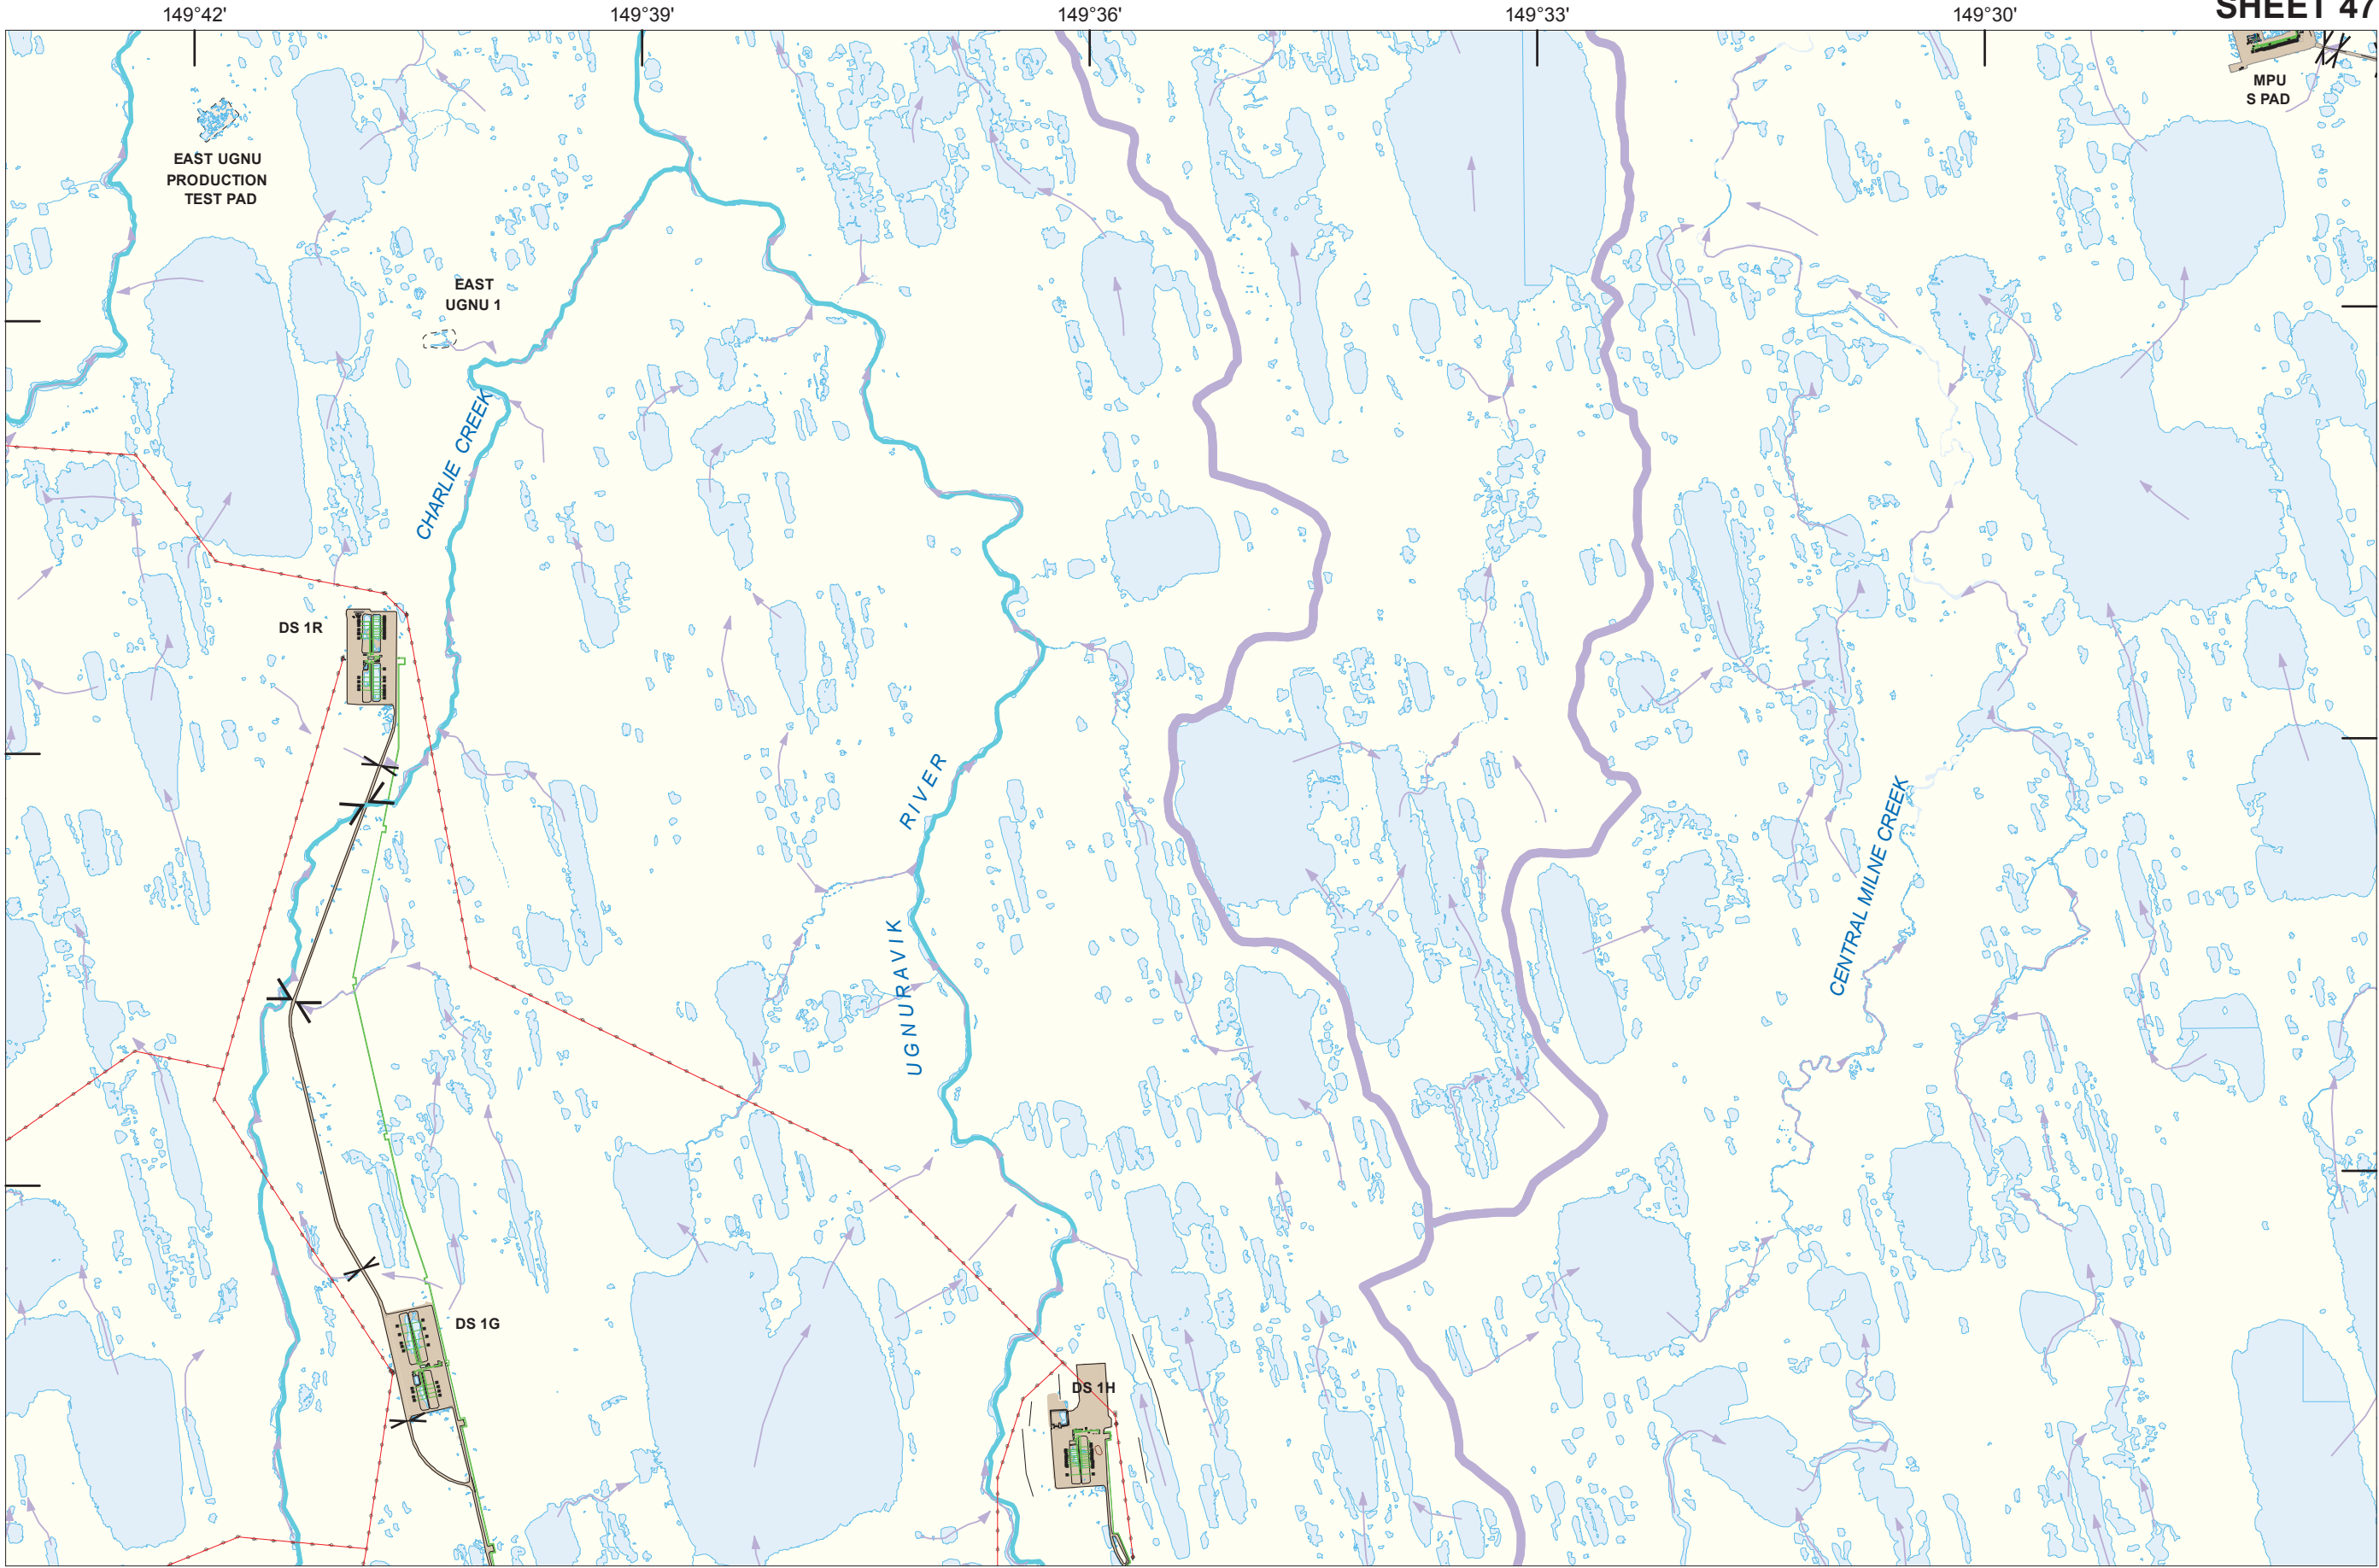 149°42'
149°39'
149°36'
149°33'
149°30'
SHEET 47
MPU
S PAD
EAST UGNU
PRODUCTION
TEST PAD
EAST
UGNU 1
CHARLIE CREEK
DS 1R
RIVER
UGNURAVIK
CENTRAL MILNE CREEK
DS 1G
DS 1H